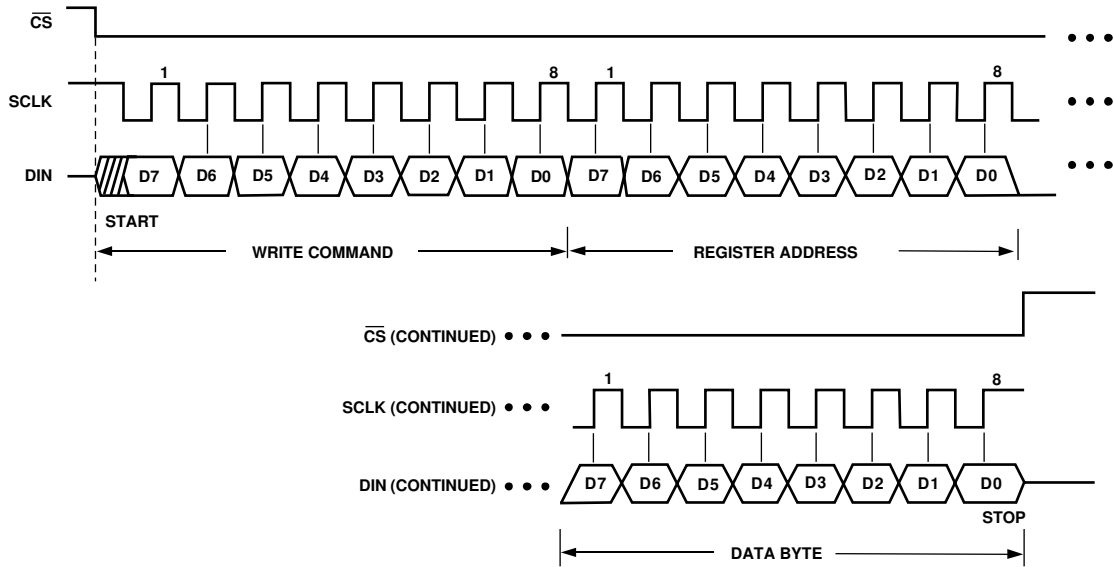 CS
1 8 1 8
SCLK
DIN D7 D6 D5 D4 D3 D2 D1 D0 D7 D6 D5 D4 D3 D2 D1 D0
START
WRITE COMMAND REGISTER ADDRESS
CS (CONTINUED)
1 8
SCLK (CONTINUED)
DIN (CONTINUED) D7 D6 D5 D4 D3 D2 D1 D0
STOP
DATA BYTE